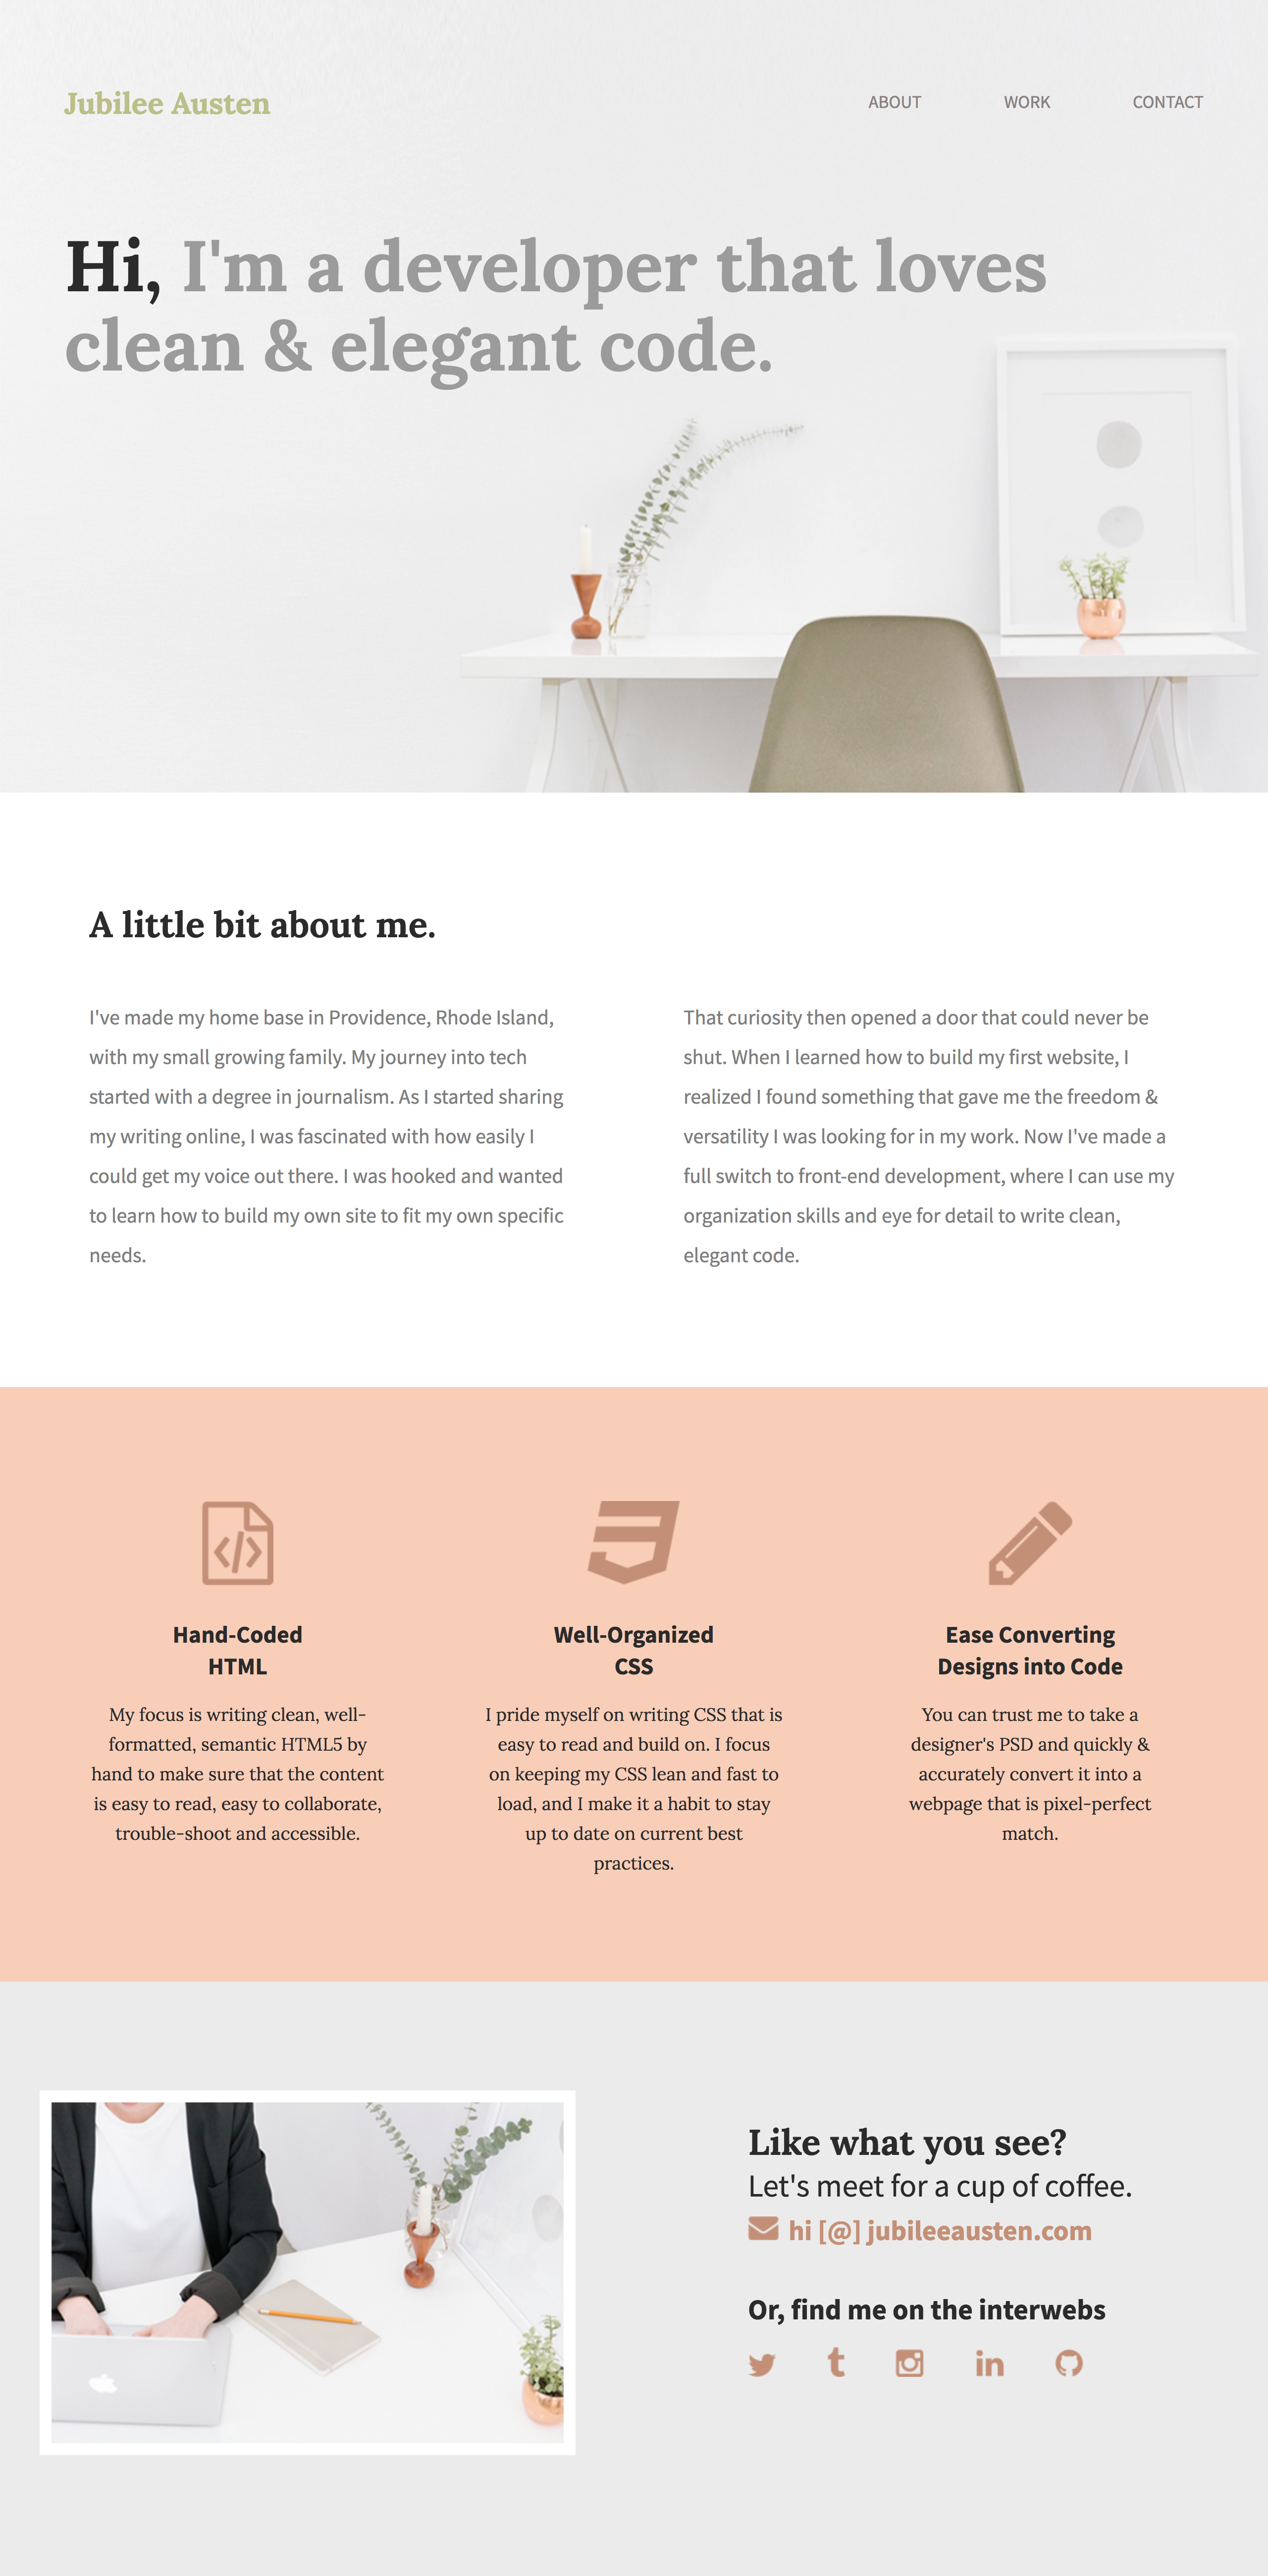 Jubilee Austen
ABOUT WORK CONTACT
Hi, I'm a developer that loves
clean & elegant code.
A little bit about me.
I've made my home base in Providence, Rhode Island,
with my small growing family. My journey into tech
started with a degree in journalism. As I started sharing
my writing online, I was fascinated with how easily I
could get my voice out there. I was hooked and wanted
to learn how to build my own site to fit my own specific
needs.
That curiosity then opened a door that could never be
shut. When I learned how to build my first website, I
realized I found something that gave me the freedom &
versatility I was looking for in my work. Now I've made a
full switch to front-end development, where I can use my
organization skills and eye for detail to write clean,
elegant code.
Hand-Coded
HTML
My focus is writing clean, well-
formatted, semantic HTML5 by
hand to make sure that the content
is easy to read, easy to collaborate,
trouble-shoot and accessible.
Well-Organized
CSS
I pride myself on writing CSS that is
easy to read and build on. I focus
on keeping my CSS lean and fast to
load, and I make it a habit to stay
up to date on current best
practices.
Ease Converting
Designs into Code
You can trust me to take a
designer's PSD and quickly &
accurately convert it into a
webpage that is pixel-perfect
match.
Like what you see?
Let's meet for a cup of coffee.
hi [@] jubileeausten.com
Or, find me on the interwebs